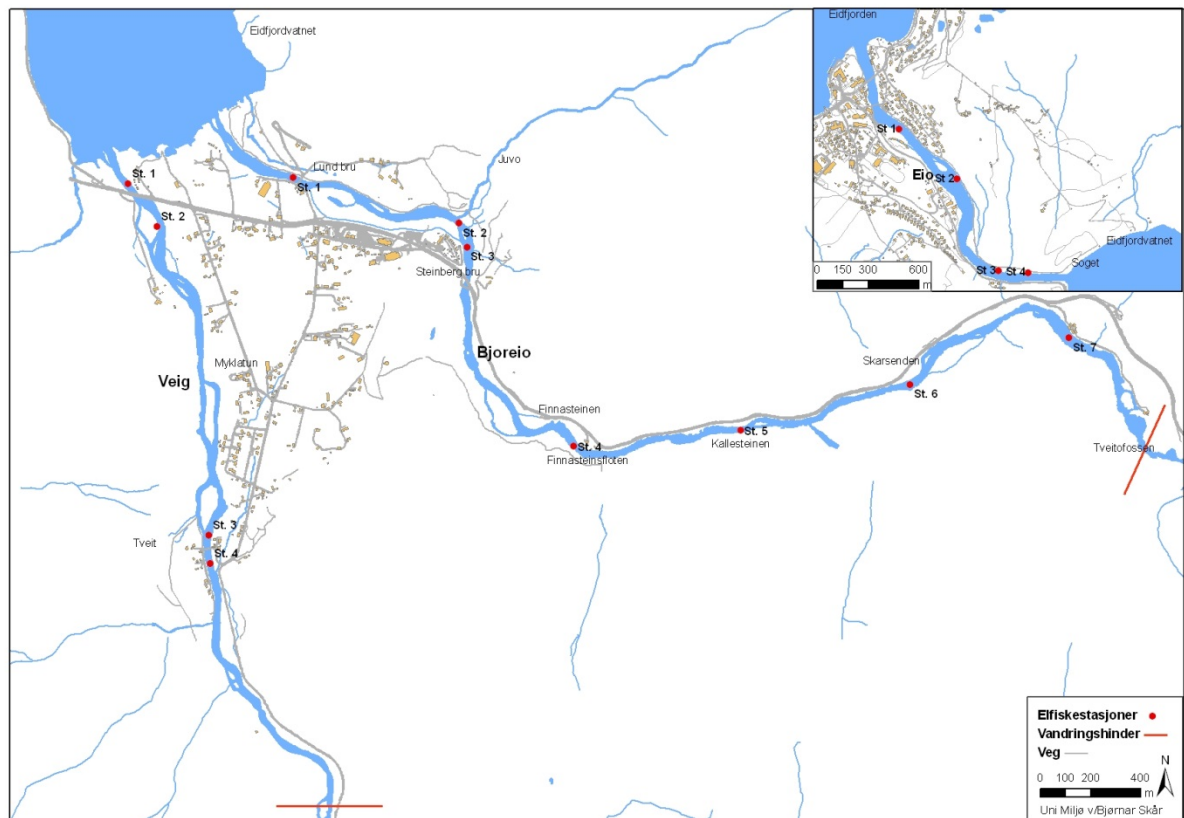 Eidfjordvatnet
St. 1
St. 2
Lund bru
St. 1
Juvo
St. 2
St. 3
Steinberg bru
Bjoreio
Veig
Myklatun
Finnasteinen
St. 4
Finnasteinsfloten
St. 5
Kallesteinen
Skarsenden
St. 6
St. 7
Tveitofossen
St. 3
Tveit
St. 4
Eidfjorden
St 1
Eio
St 2
Eidfjordvatnet
Soget
St 3
St 4
0 150 300 600
m
Elfiskestasjoner
Vandringshinder
Veg
N
0 100 200 400
m
Uni Miljø v/Bjørnar Skår